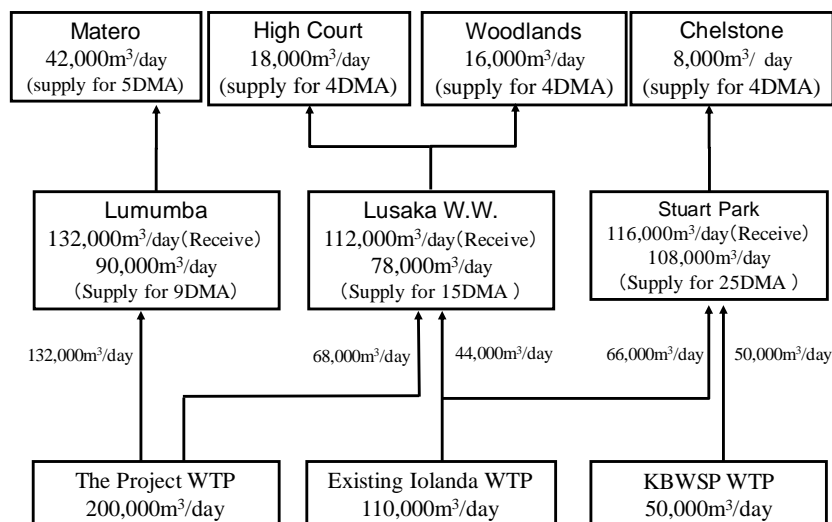 Matero
42,000m³/day
(supply for 5DMA)
High Court
18,000m³/day
(supply for 4DMA)
Woodlands
16,000m³/day
(supply for 4DMA)
Chelstone
8,000m³/ day
(supply for 4DMA)
Lumumba
132,000m³/day(Receive)
90,000m³/day
(Supply for 9DMA)
Lusaka W.W.
112,000m³/day(Receive)
78,000m³/day
(Supply for 15DMA )
Stuart Park
116,000m³/day(Receive)
108,000m³/day
(Supply for 25DMA )
132,000m³/day
68,000m³/day
44,000m³/day
66,000m³/day
50,000m³/day
The Project WTP
200,000m³/day
Existing Iolanda WTP
110,000m³/day
KBWSP WTP
50,000m³/day